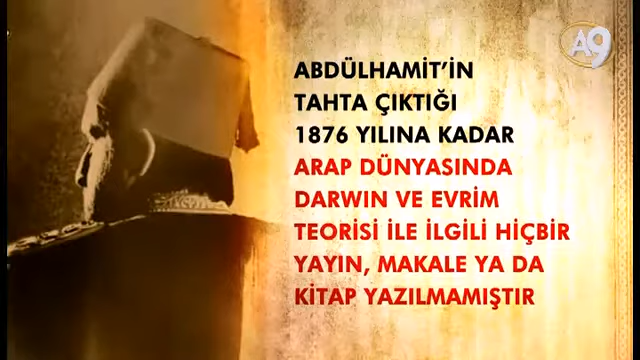 A9
ABDÜLHAMİT’İN
TAHTA ÇIKTIĞI
1876 YILINA KADAR
ARAP DÜNYASINDA
DARWIN VE EVRİM
TEORİSİ İLE İLGİLİ HİÇBİR
YAYIN, MAKALE YA DA
KİTAP YAZILMAMIŞTIR